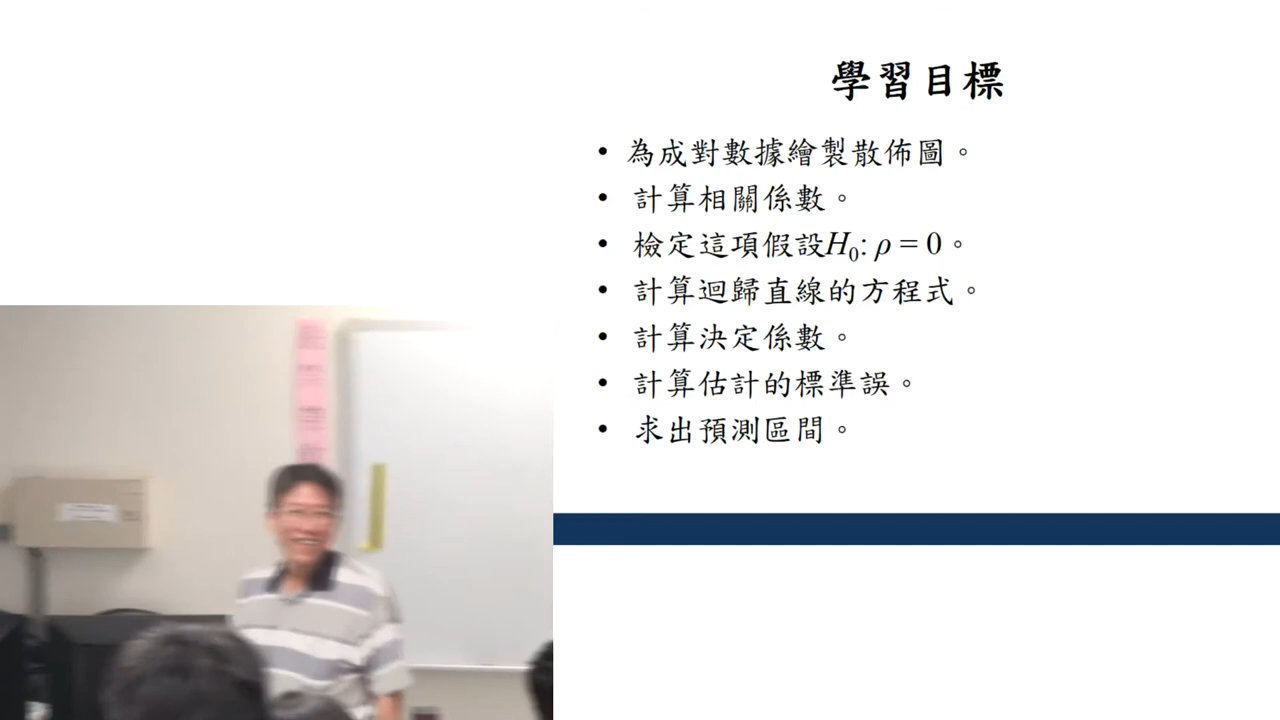 學習目標
• 為成對數據繪製散佈圖。
• 計算相關係數。
• 檢定這項假設H₀: ρ = 0。
• 計算迴歸直線的方程式。
• 計算決定係數。
• 計算估計的標準誤。
• 求出預測區間。